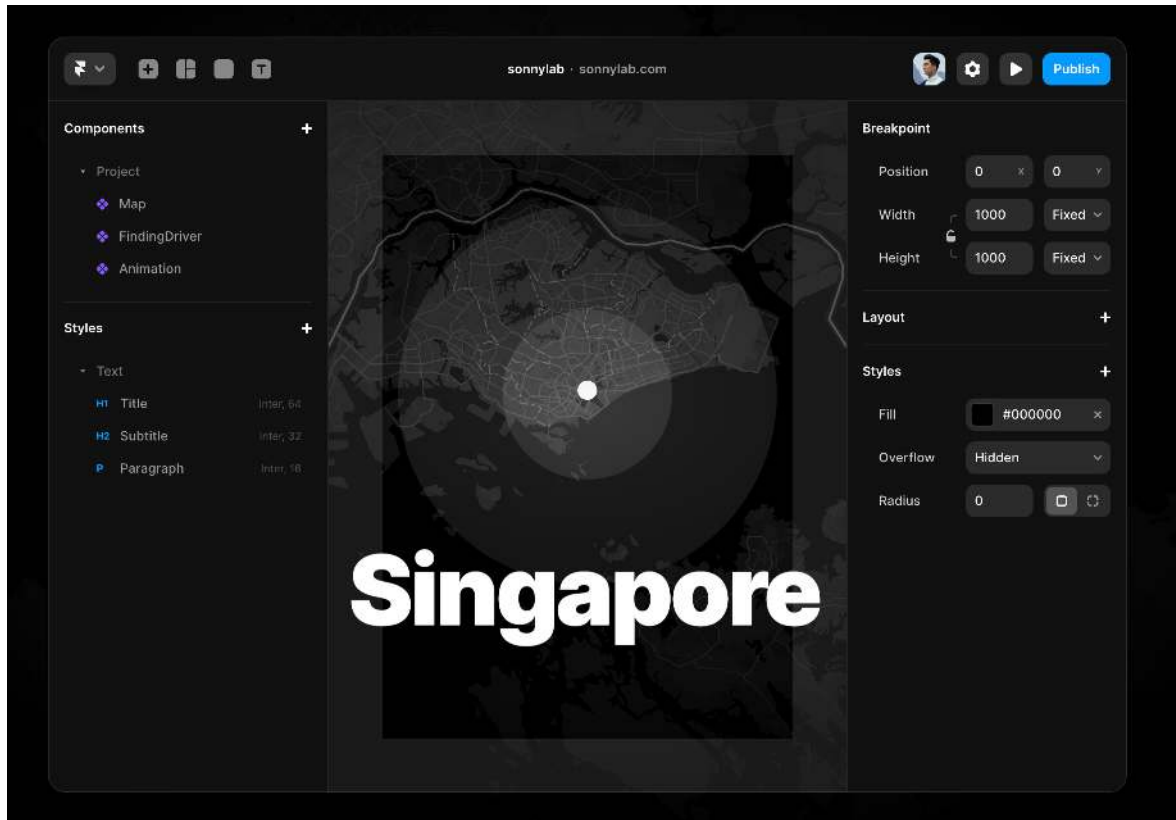 sonnylab · sonnylab.com
Publish
Components
Project
Map
FindingDriver
Animation
Styles
Text
H1 Title Inter, 64
H2 Subtitle Inter, 32
P Paragraph Inter, 16
Singapore
Breakpoint
Position 0 X 0 Y
Width 1000 Fixed
Height 1000 Fixed
Layout
Styles
Fill #000000
Overflow Hidden
Radius 0